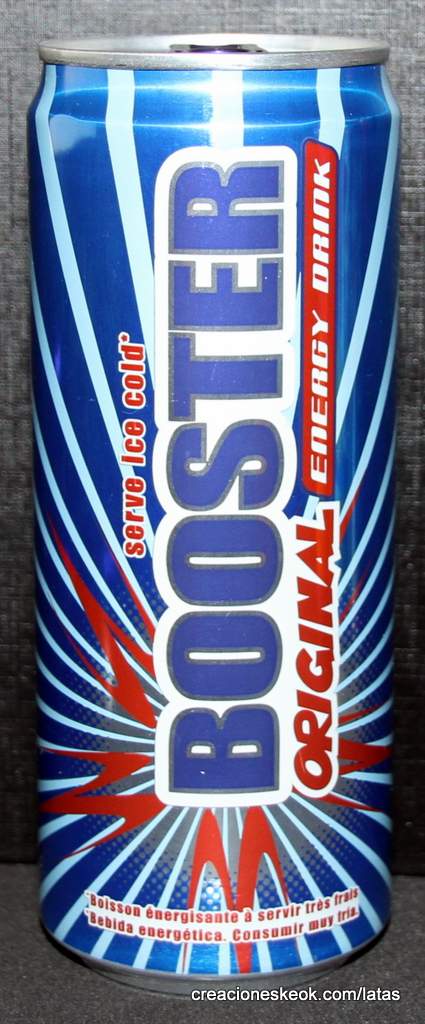 serve ice cold*
BOOSTER
ENERGY DRINK
ORIGINAL
*Boisson énergisante à servir très frais
*Bebida energética. Consumir muy fría.
creacioneskeok.com/latas